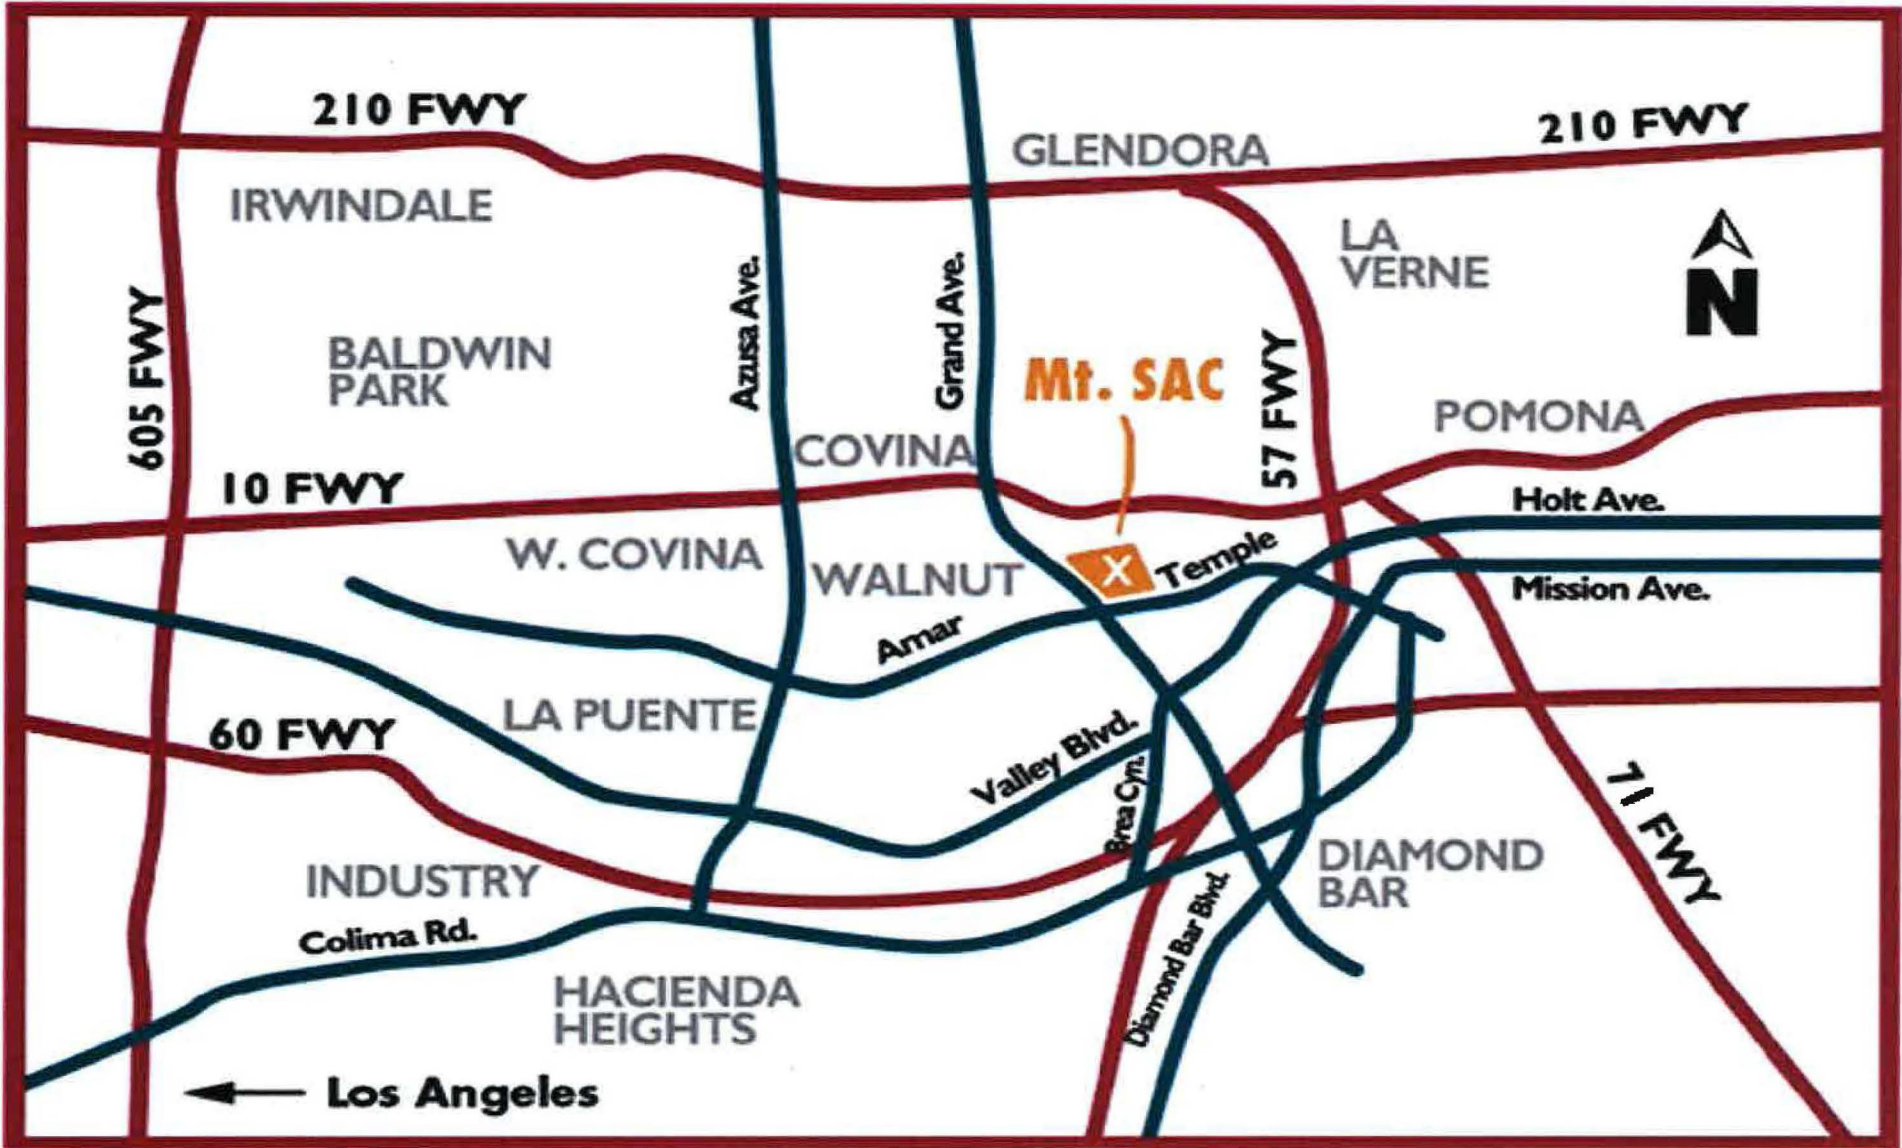 210 FWY
210 FWY
GLENDORA
IRWINDALE
LA
VERNE
N
605 FWY
BALDWIN
PARK
Azusa Ave.
Grand Ave.
Mt. SAC
57 FWY
POMONA
COVINA
10 FWY
Holt Ave.
W. COVINA
WALNUT
X
Temple
Mission Ave.
Amar
LA PUENTE
60 FWY
Valley Blvd.
Brea Cyn.
71 FWY
INDUSTRY
DIAMOND
BAR
Colima Rd.
Diamond Bar Blvd.
HACIENDA
HEIGHTS
Los Angeles